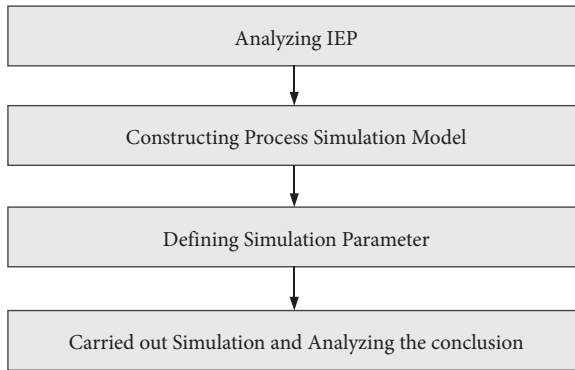 Analyzing IEP
Constructing Process Simulation Model
Defining Simulation Parameter
Carried out Simulation and Analyzing the conclusion